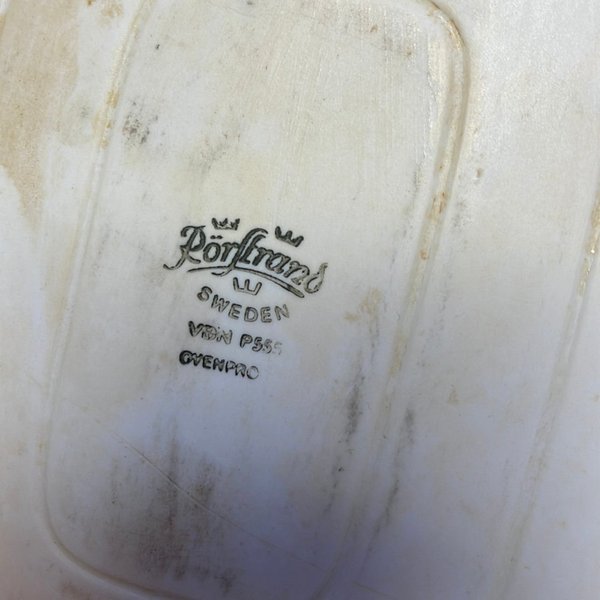 Rörstrand
SWEDEN
VDN P555
OVENPRO